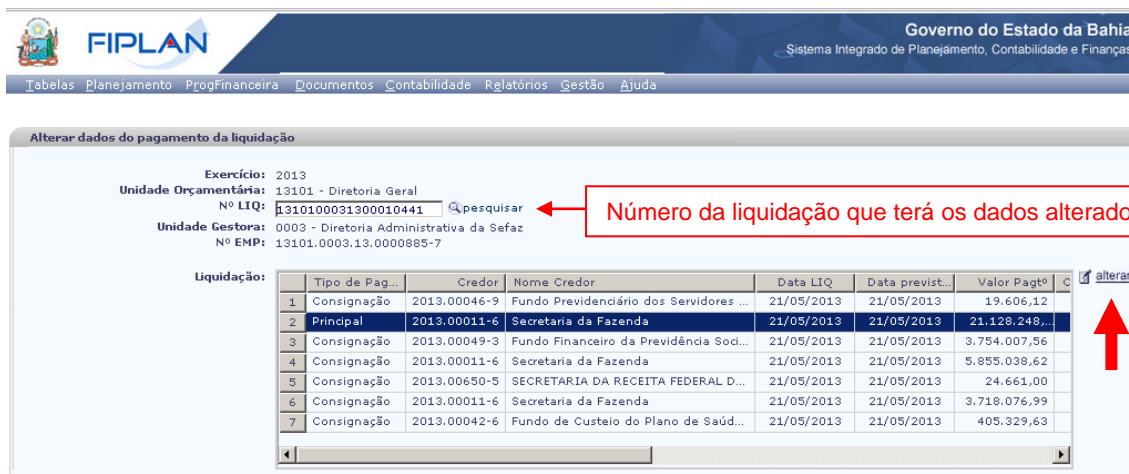 FIPLAN
Governo do Estado da Bahia
Sistema Integrado de Planejamento, Contabilidade e Finanças
Tabelas Planejamento ProgFinanceira Documentos Contabilidade Relatórios Gestão Ajuda
Alterar dados do pagamento da liquidação
Exercício: 2013
Unidade Orçamentária: 13101 - Diretoria Geral
Nº LIQ: 1310100031300010441 pesquisar
Número da liquidação que terá os dados alterado
Unidade Gestora: 0003 - Diretoria Administrativa da Sefaz
Nº EMP: 13101.0003.13.0000885-7
Liquidação:
Tipo de Pag... Credor Nome Credor Data LIQ Data previst... Valor Pagtº C
1 Consignação 2013.00046-9 Fundo Previdenciário dos Servidores ... 21/05/2013 21/05/2013 19.606,12
2 Principal 2013.00011-6 Secretaria da Fazenda 21/05/2013 21/05/2013 21.128.248,...
3 Consignação 2013.00049-3 Fundo Financeiro da Previdência Soci... 21/05/2013 21/05/2013 3.754.007,56
4 Consignação 2013.00011-6 Secretaria da Fazenda 21/05/2013 21/05/2013 5.855.038,62
5 Consignação 2013.00650-5 SECRETARIA DA RECEITA FEDERAL D... 21/05/2013 21/05/2013 24.661,00
6 Consignação 2013.00011-6 Secretaria da Fazenda 21/05/2013 21/05/2013 3.718.076,99
7 Consignação 2013.00042-6 Fundo de Custeio do Plano de Saúd... 21/05/2013 21/05/2013 405.329,63
alterar